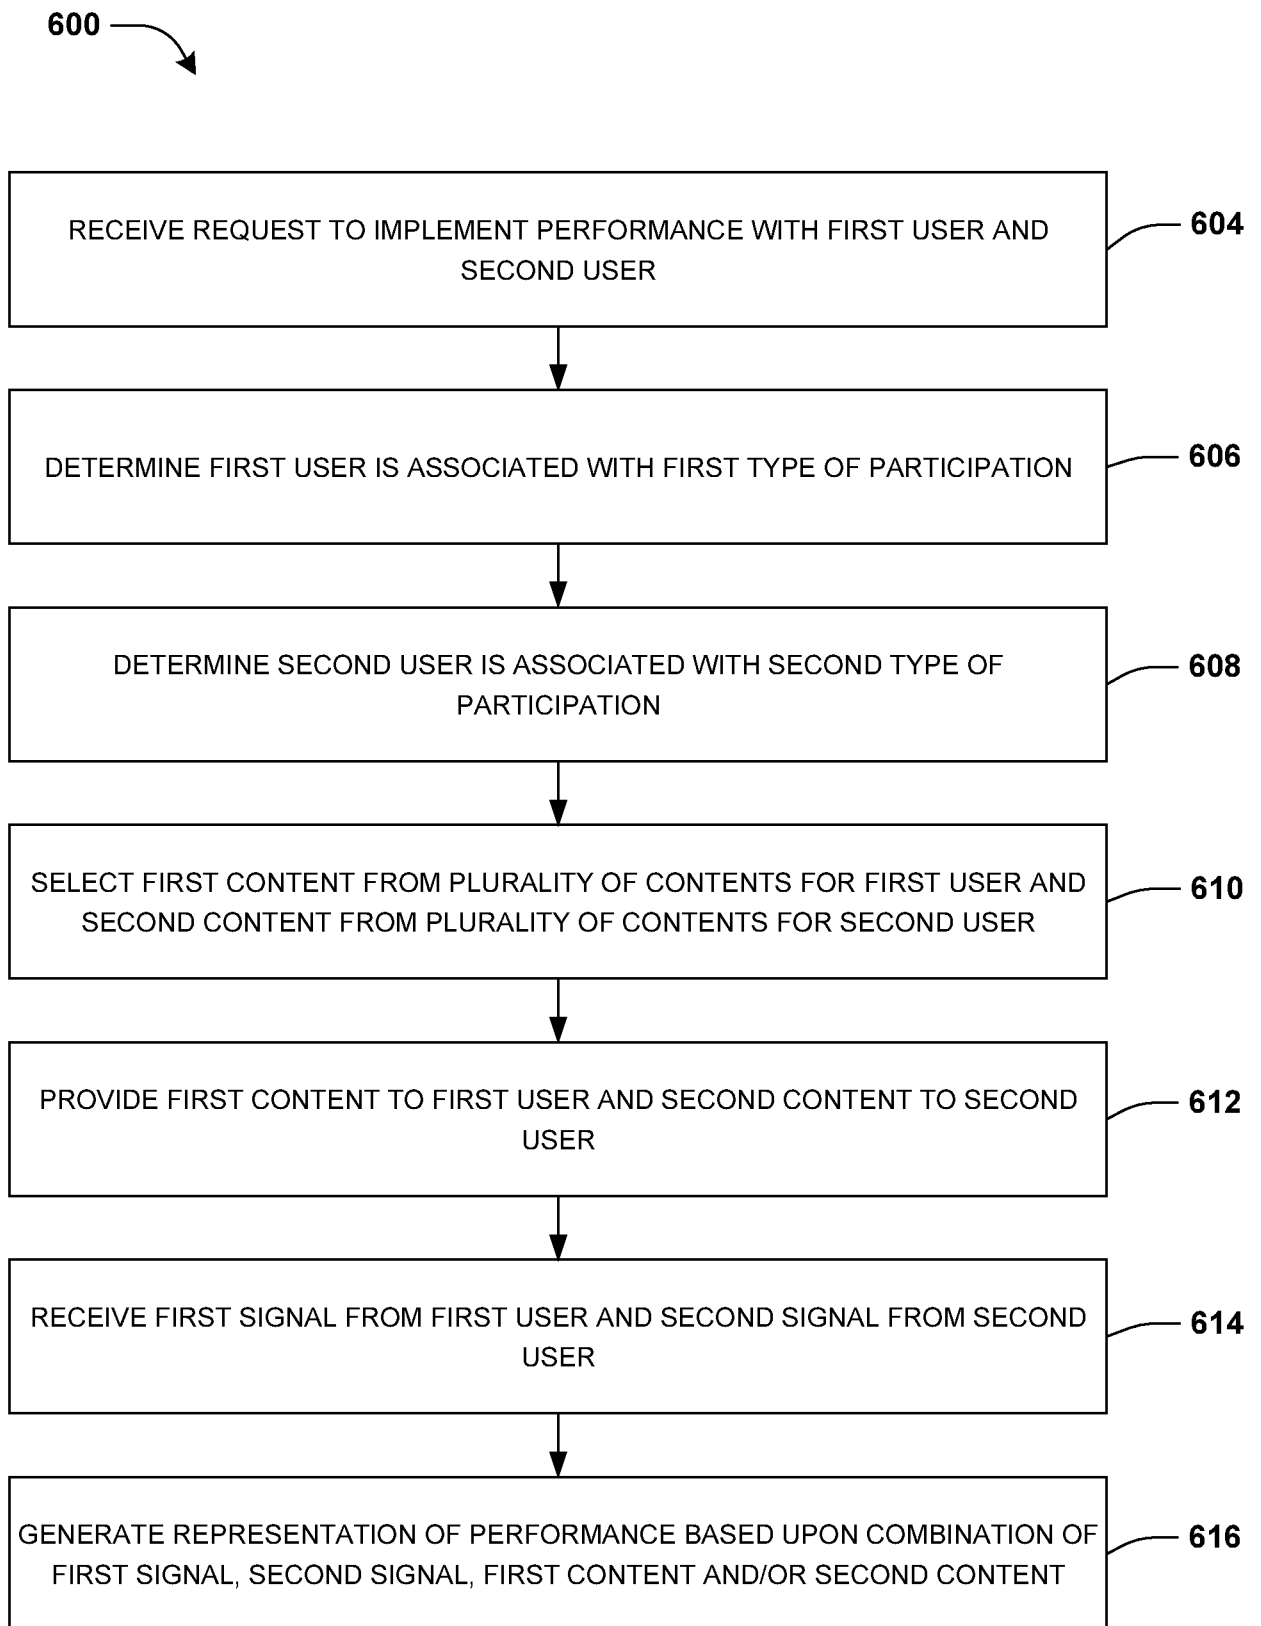 600
RECEIVE REQUEST TO IMPLEMENT PERFORMANCE WITH FIRST USER AND
SECOND USER
604
DETERMINE FIRST USER IS ASSOCIATED WITH FIRST TYPE OF PARTICIPATION
606
DETERMINE SECOND USER IS ASSOCIATED WITH SECOND TYPE OF
PARTICIPATION
608
SELECT FIRST CONTENT FROM PLURALITY OF CONTENTS FOR FIRST USER AND
SECOND CONTENT FROM PLURALITY OF CONTENTS FOR SECOND USER
610
PROVIDE FIRST CONTENT TO FIRST USER AND SECOND CONTENT TO SECOND
USER
612
RECEIVE FIRST SIGNAL FROM FIRST USER AND SECOND SIGNAL FROM SECOND
USER
614
GENERATE REPRESENTATION OF PERFORMANCE BASED UPON COMBINATION OF
FIRST SIGNAL, SECOND SIGNAL, FIRST CONTENT AND/OR SECOND CONTENT
616